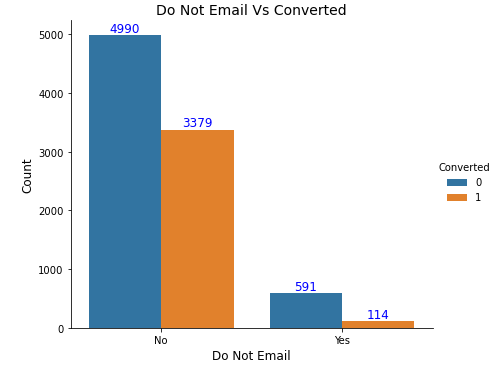 Do Not Email Vs Converted
5000
4000
3000
2000
1000
0
Count
4990
3379
591
114
No
Yes
Do Not Email
Converted
0
1